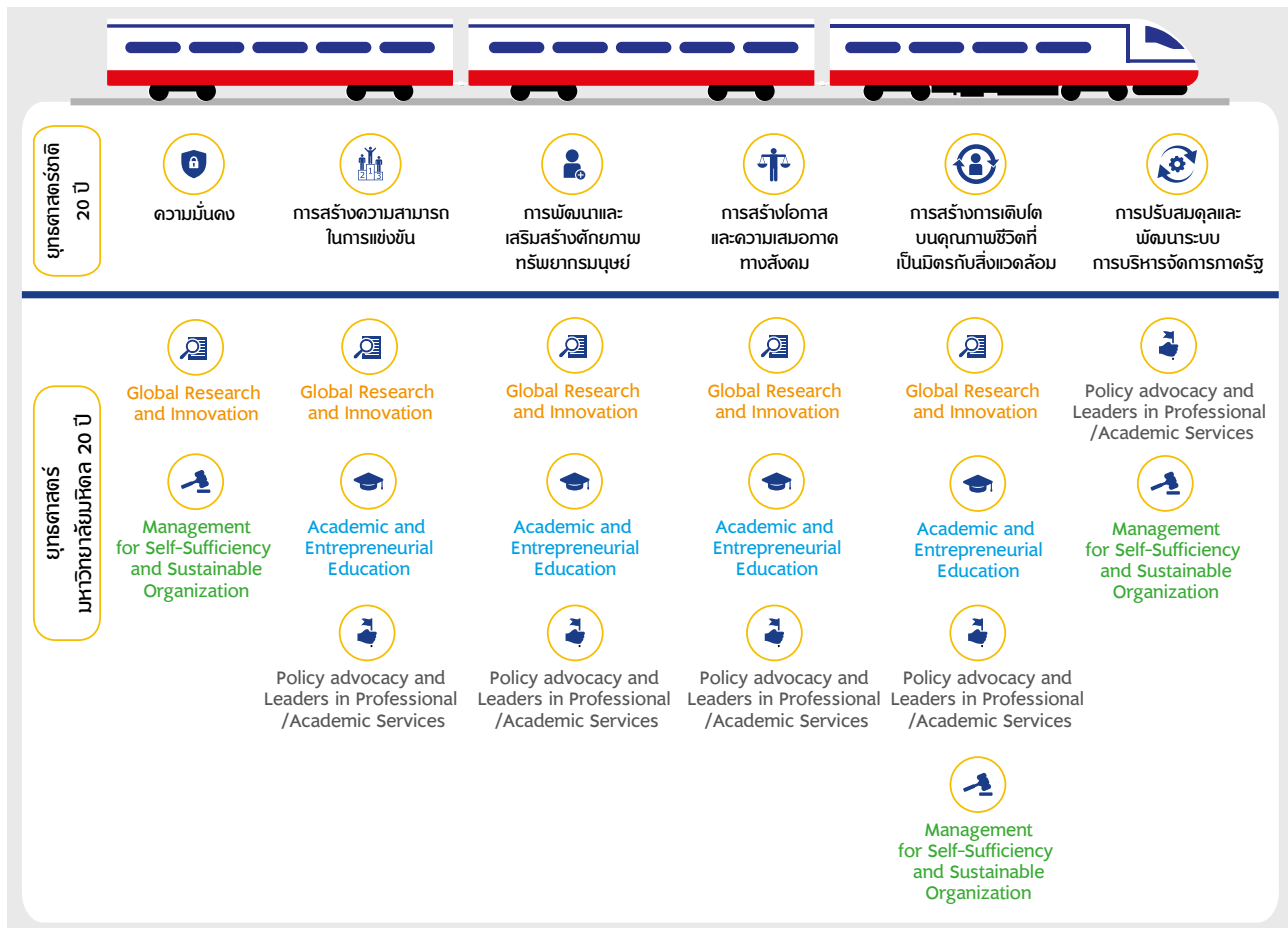 ยุทธศาสตร์ชาติ
20 ปี
ความมั่นคง
การสร้างความสามารถ
ในการแข่งขัน
การพัฒนาและ
เสริมสร้างศักยภาพ
ทรัพยากรมนุษย์
การสร้างโอกาส
และความเสมอภาค
ทางสังคม
การสร้างการเติบโต
บนคุณภาพชีวิตที่
เป็นมิตรกับสิ่งแวดล้อม
การปรับสมดุลและ
พัฒนาระบบ
การบริหารจัดการภาครัฐ
2 1 3
ยุทธศาสตร์
มหาวิทยาลัยมหิดล 20 ปี
Global Research
and Innovation
Management
for Self-Sufficiency
and Sustainable
Organization
Global Research
and Innovation
Academic and
Entrepreneurial
Education
Policy advocacy and
Leaders in Professional
/Academic Services
Global Research
and Innovation
Academic and
Entrepreneurial
Education
Policy advocacy and
Leaders in Professional
/Academic Services
Global Research
and Innovation
Academic and
Entrepreneurial
Education
Policy advocacy and
Leaders in Professional
/Academic Services
Global Research
and Innovation
Academic and
Entrepreneurial
Education
Policy advocacy and
Leaders in Professional
/Academic Services
Management
for Self-Sufficiency
and Sustainable
Organization
Policy advocacy and
Leaders in Professional
/Academic Services
Management
for Self-Sufficiency
and Sustainable
Organization